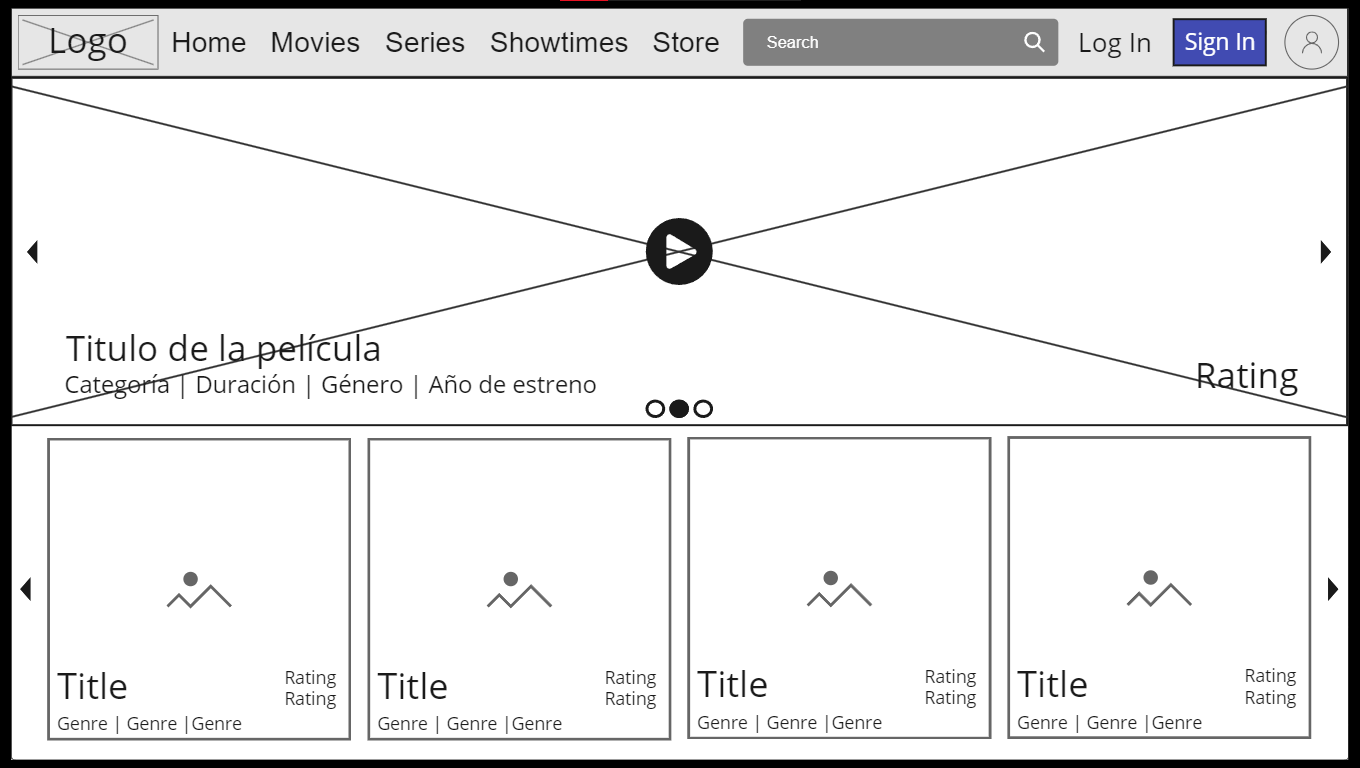 Logo Home Movies Series Showtimes Store Search Log In Sign In
Titulo de la película
Categoría | Duración | Género | Año de estreno
Rating
Title
Rating
Rating
Genre | Genre |Genre
Title
Rating
Rating
Genre | Genre |Genre
Title
Rating
Rating
Genre | Genre |Genre
Title
Rating
Rating
Genre | Genre |Genre